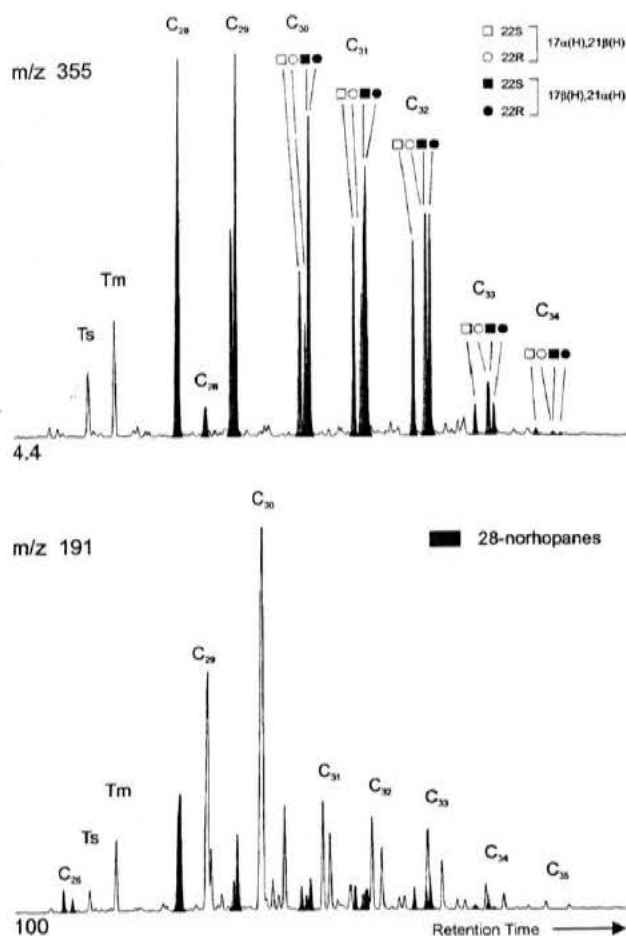 C₂₈ C₂₉ C₃₀ □ 22S 17α(H),21β(H)
○ 22R
C₃₁
■ 22S 17β(H),21α(H)
● 22R
m/z 355
□○■●
□○■●
C₃₂
□○■●
Tm
C₃₃
Ts
C₃₄
□○■●
C₂₈
□○■●
4.4
C₃₀
m/z 191
28-norhopanes
C₂₉
C₃₁
C₃₂
C₃₃
Tm
Ts
C₃₄
C₂₆
C₃₅
100
Retention Time